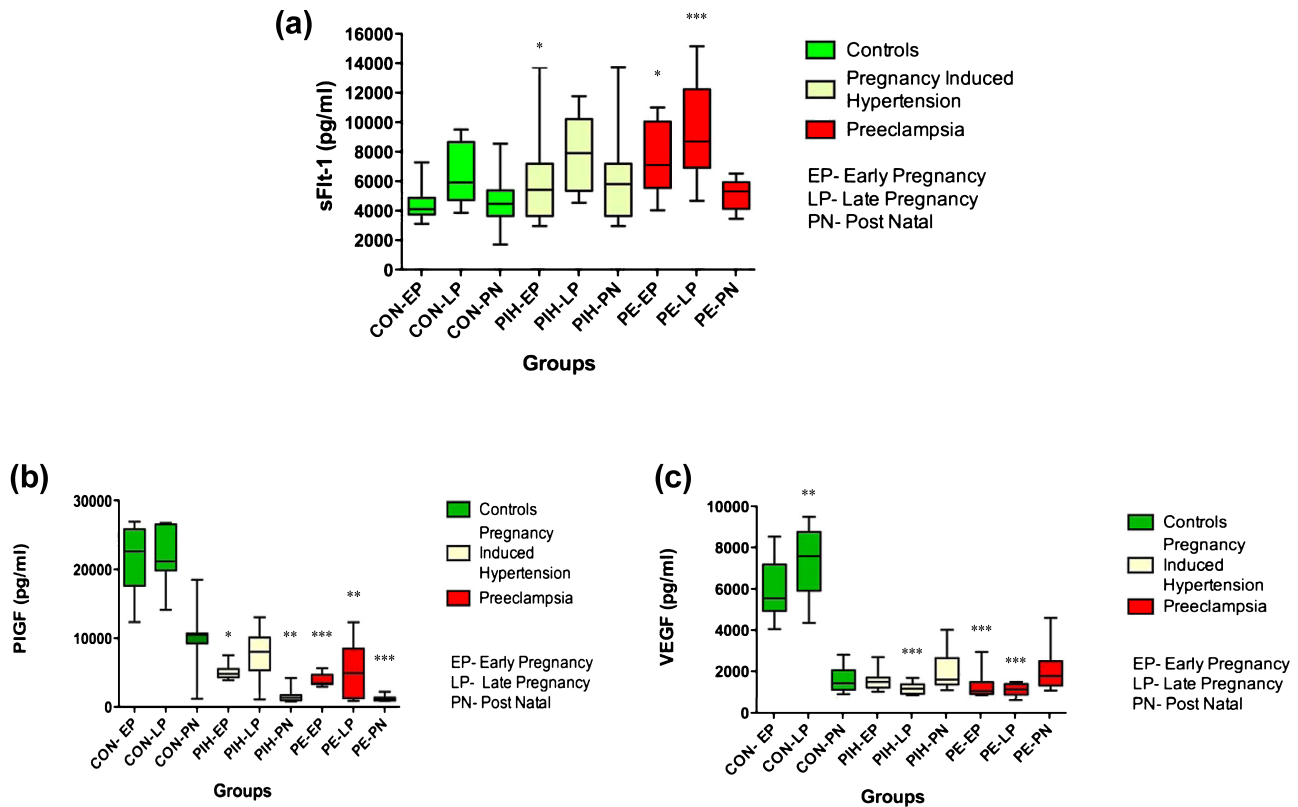 (a)
***
*
*
16000
14000
12000
10000
8000
6000
4000
2000
0
sFlt-1 (pg/ml)
CON-EP
CON-LP
CON-PN
PIH-EP
PIH-LP
PIH-PN
PE-EP
PE-LP
PE-PN
Groups
Controls
Pregnancy Induced
Hypertension
Preeclampsia
EP- Early Pregnancy
LP- Late Pregnancy
PN- Post Natal
(b)
30000
20000
10000
0
PIGF (pg/ml)
*
**
***
**
***
CON- EP
CON-LP
CON-PN
PIH-EP
PIH-LP
PIH-PN
PE-EP
PE-LP
PE-PN
Groups
Controls
Pregnancy
Induced
Hypertension
Preeclampsia
EP- Early Pregnancy
LP- Late Pregnancy
PN- Post Natal
(c)
10000
8000
6000
4000
2000
0
VEGF (pg/ml)
**
***
***
***
CON- EP
CON-LP
CON-PN
PIH-EP
PIH-LP
PIH-PN
PE-EP
PE-LP
PE-PN
Groups
Controls
Pregnancy
Induced
Hypertension
Preeclampsia
EP- Early Pregnancy
LP- Late Pregnancy
PN- Post Natal